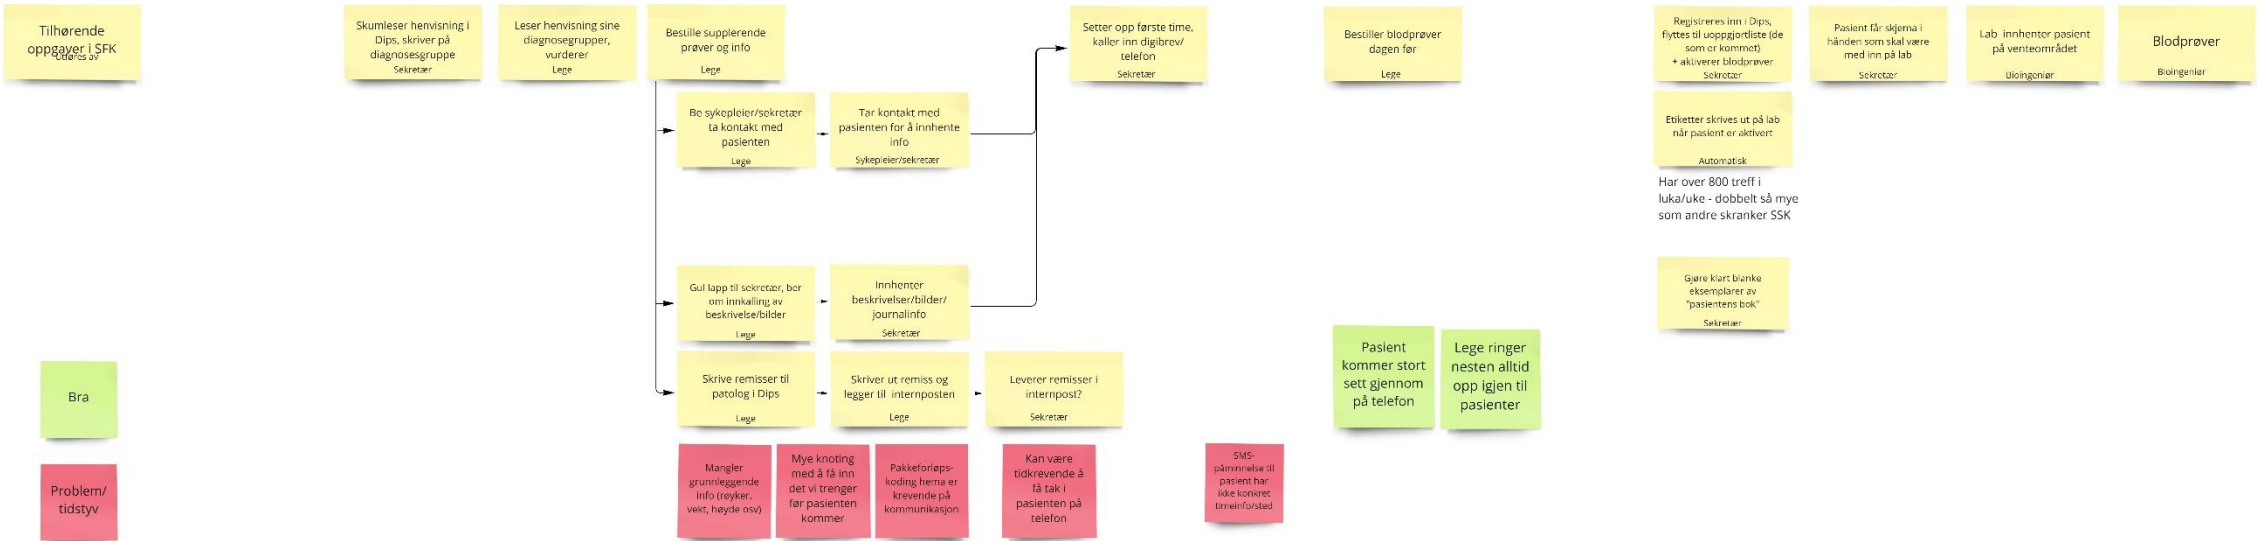 Tilhørende
oppgaver i SFK
Utføres av
Skumleser henvisning i
Dips, skriver på
diagnosesgruppe
Sekretær
Leser henvisning sine
diagnosegrupper,
vurderer
Lege
Bestille supplerende
prøver og info
Lege
Setter opp første time,
kaller inn digibrev/
telefon
Sekretær
Bestiller blodprøver
dagen før
Lege
Registreres inn i Dips,
flyttes til uoppgjortliste (de
som er kommet)
+ aktiverer blodprøver
Sekretær
Pasient får skjema i
hånden som skal være
med inn på lab
Sekretær
Lab innhenter pasient
på venteområdet
Bioingeniør
Blodprøver
Bioingeniør
Be sykepleier/sekretær
ta kontakt med
pasienten
Lege
Tar kontakt med
pasienten for å innhente
info
Sykepleier/sekretær
Etiketter skrives ut på lab
når pasient er aktivert
Automatisk
Har over 800 treff i
luka/uke - dobbelt så mye
som andre skranker SSK
Gul lapp til sekretær, ber
om innkalling av
beskrivelse/bilder
Lege
Innhenter
beskrivelser/bilder/
journalinfo
Sekretær
Gjøre klart blanke
eksemplarer av
"pasientens bok"
Sekretær
Bra
Skrive remisser til
patolog i Dips
Lege
Skriver ut remiss og
legger til internposten
Lege
Leverer remisser i
internpost?
Sekretær
Pasient
kommer stort
sett gjennom
på telefon
Lege ringer
nesten alltid
opp igjen til
pasienter
Problem/
tidstyv
Mangler
grunnleggende
info (røyker,
vekt, høyde osv)
Mye knoting
med å få inn
det vi trenger
før pasienten
kommer
Pakkeforløps-
koding hema er
krevende på
kommunikasjon
Kan være
tidkrevende å
få tak i
pasienten på
telefon
SMS-
påminnelse til
pasient har
ikke konkret
timeinfo/sted